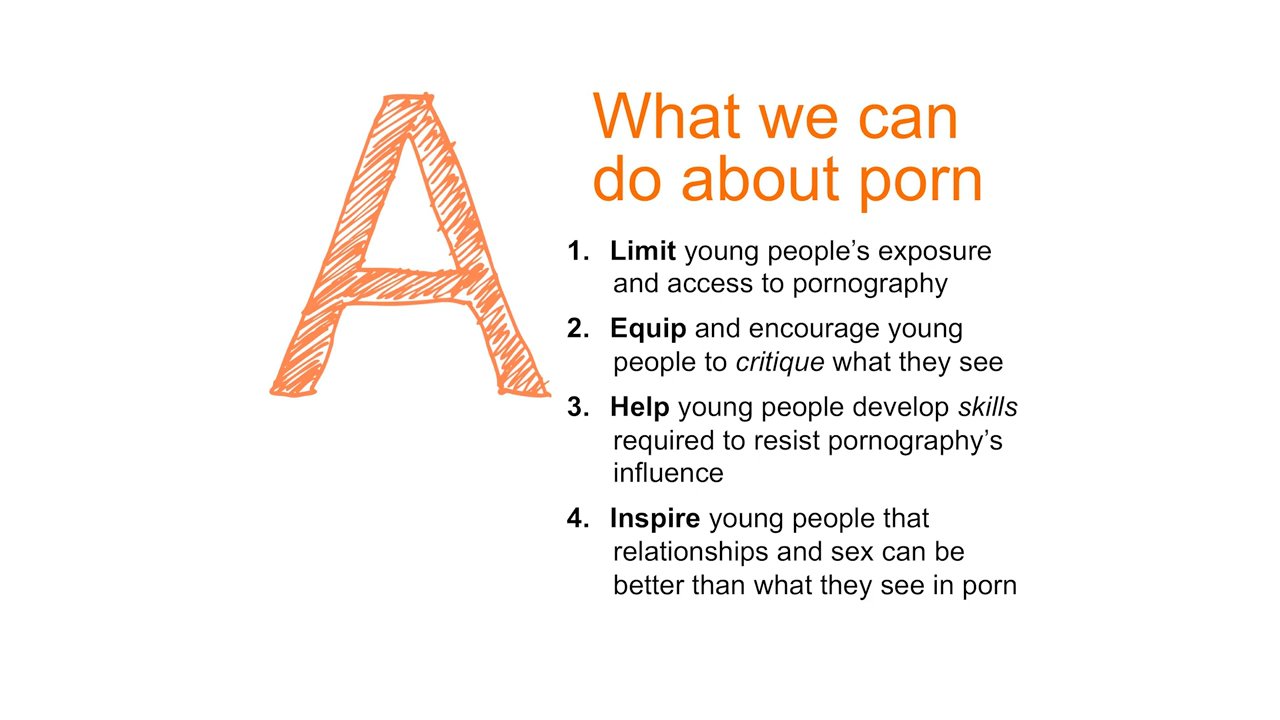 A
What we can
do about porn
1. Limit young people’s exposure
and access to pornography
2. Equip and encourage young
people to critique what they see
3. Help young people develop skills
required to resist pornography’s
influence
4. Inspire young people that
relationships and sex can be
better than what they see in porn